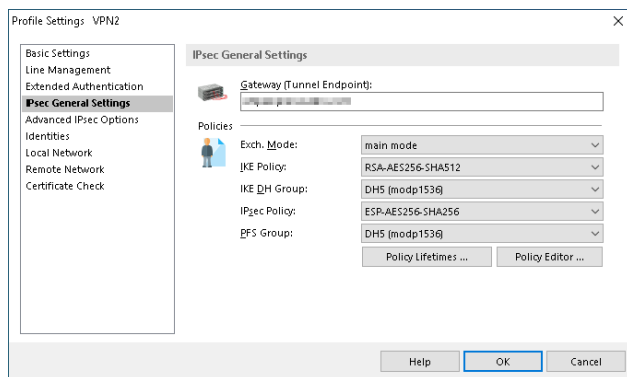 Profile Settings VPN2
Basic Settings
Line Management
Extended Authentication
IPsec General Settings
Advanced IPsec Options
Identities
Local Network
Remote Network
Certificate Check
IPsec General Settings
Gateway (Tunnel Endpoint):
Policies
Exch. Mode: main mode
IKE Policy: RSA-AES256-SHA512
IKE DH Group: DH5 (modp1536)
IPsec Policy: ESP-AES256-SHA256
PFS Group: DH5 (modp1536)
Policy Lifetimes ... Policy Editor ...
Help OK Cancel